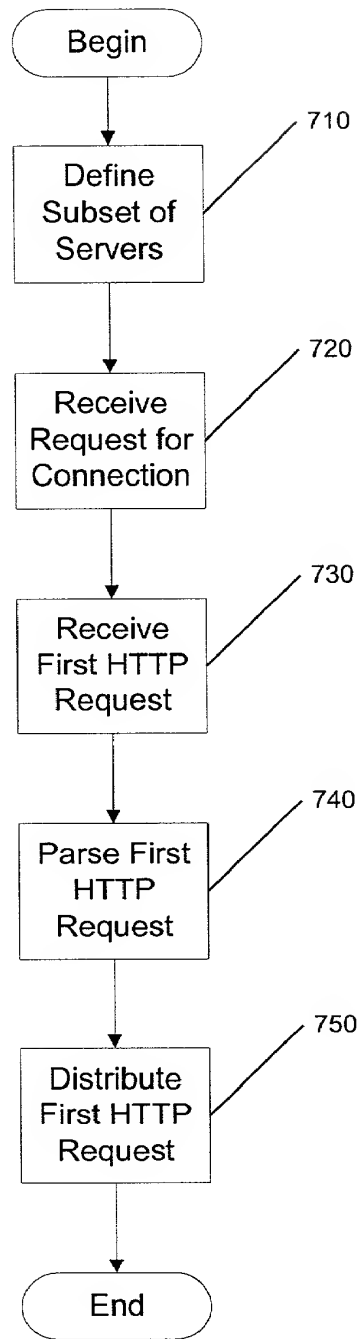 Begin
710
Define
Subset of
Servers
720
Receive
Request for
Connection
730
Receive
First HTTP
Request
740
Parse First
HTTP
Request
750
Distribute
First HTTP
Request
End